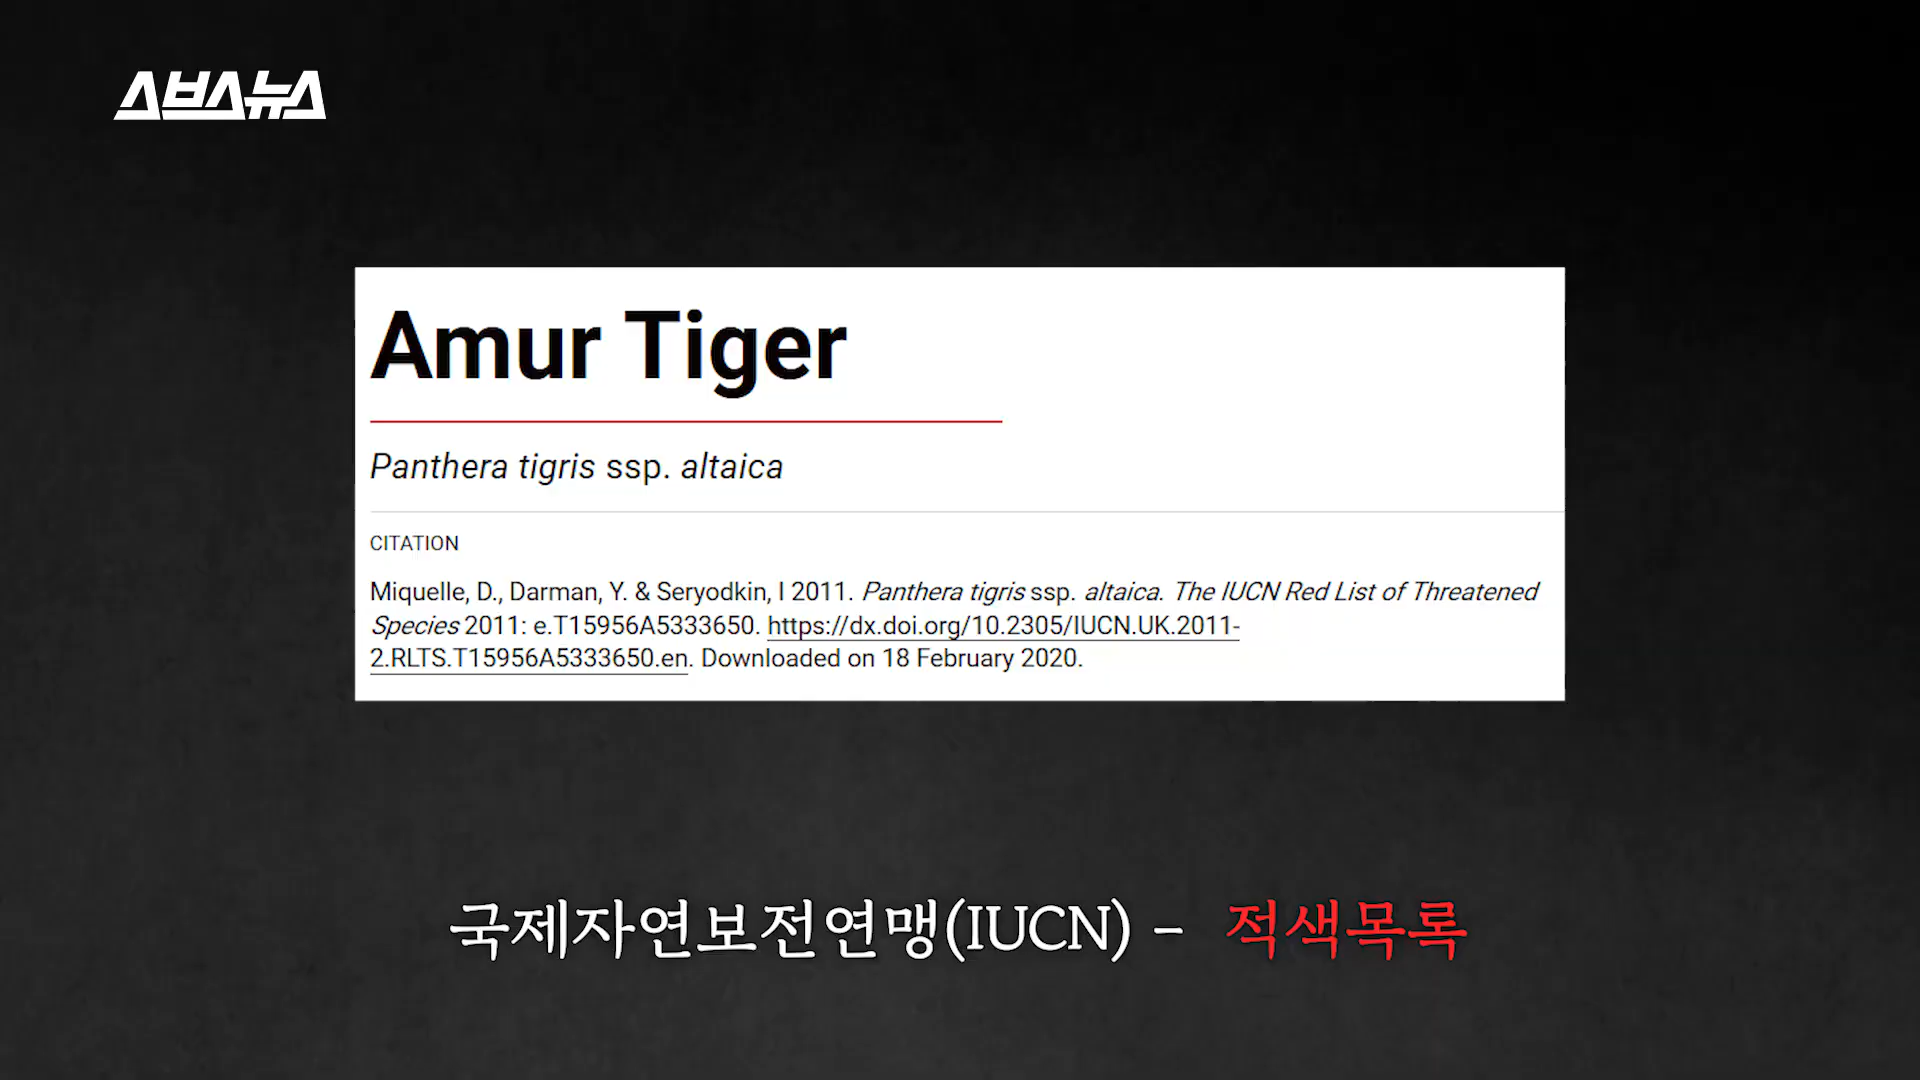 스브스뉴스
Amur Tiger
Panthera tigris ssp. altaica
CITATION
Miquelle, D., Darman, Y. & Seryodkin, I 2011. Panthera tigris ssp. altaica. The IUCN Red List of Threatened
Species 2011: e.T15956A5333650. https://dx.doi.org/10.2305/IUCN.UK.2011-
2.RLTS.T15956A5333650.en. Downloaded on 18 February 2020.
국제자연보전연맹(IUCN) - 적색목록